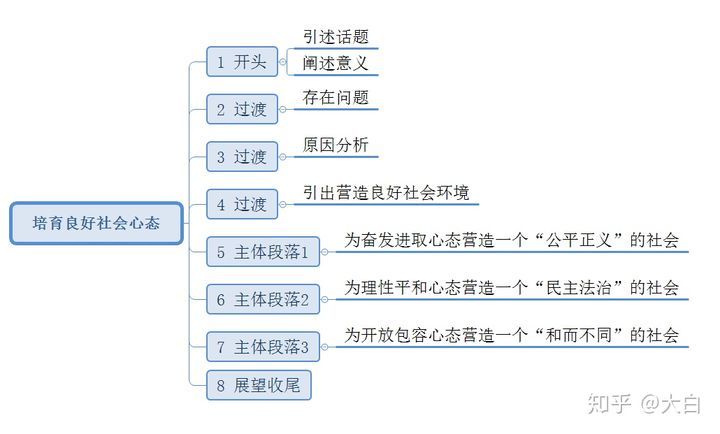 引述话题
1 开头
阐述意义
2 过渡
存在问题
3 过渡
原因分析
4 过渡
引出营造良好社会环境
培育良好社会心态
5 主体段落1
为奋发进取心态营造一个“公平正义”的社会
6 主体段落2
为理性平和心态营造一个“民主法治”的社会
7 主体段落3
为开放包容心态营造一个“和而不同”的社会
8 展望收尾
知乎 @大白